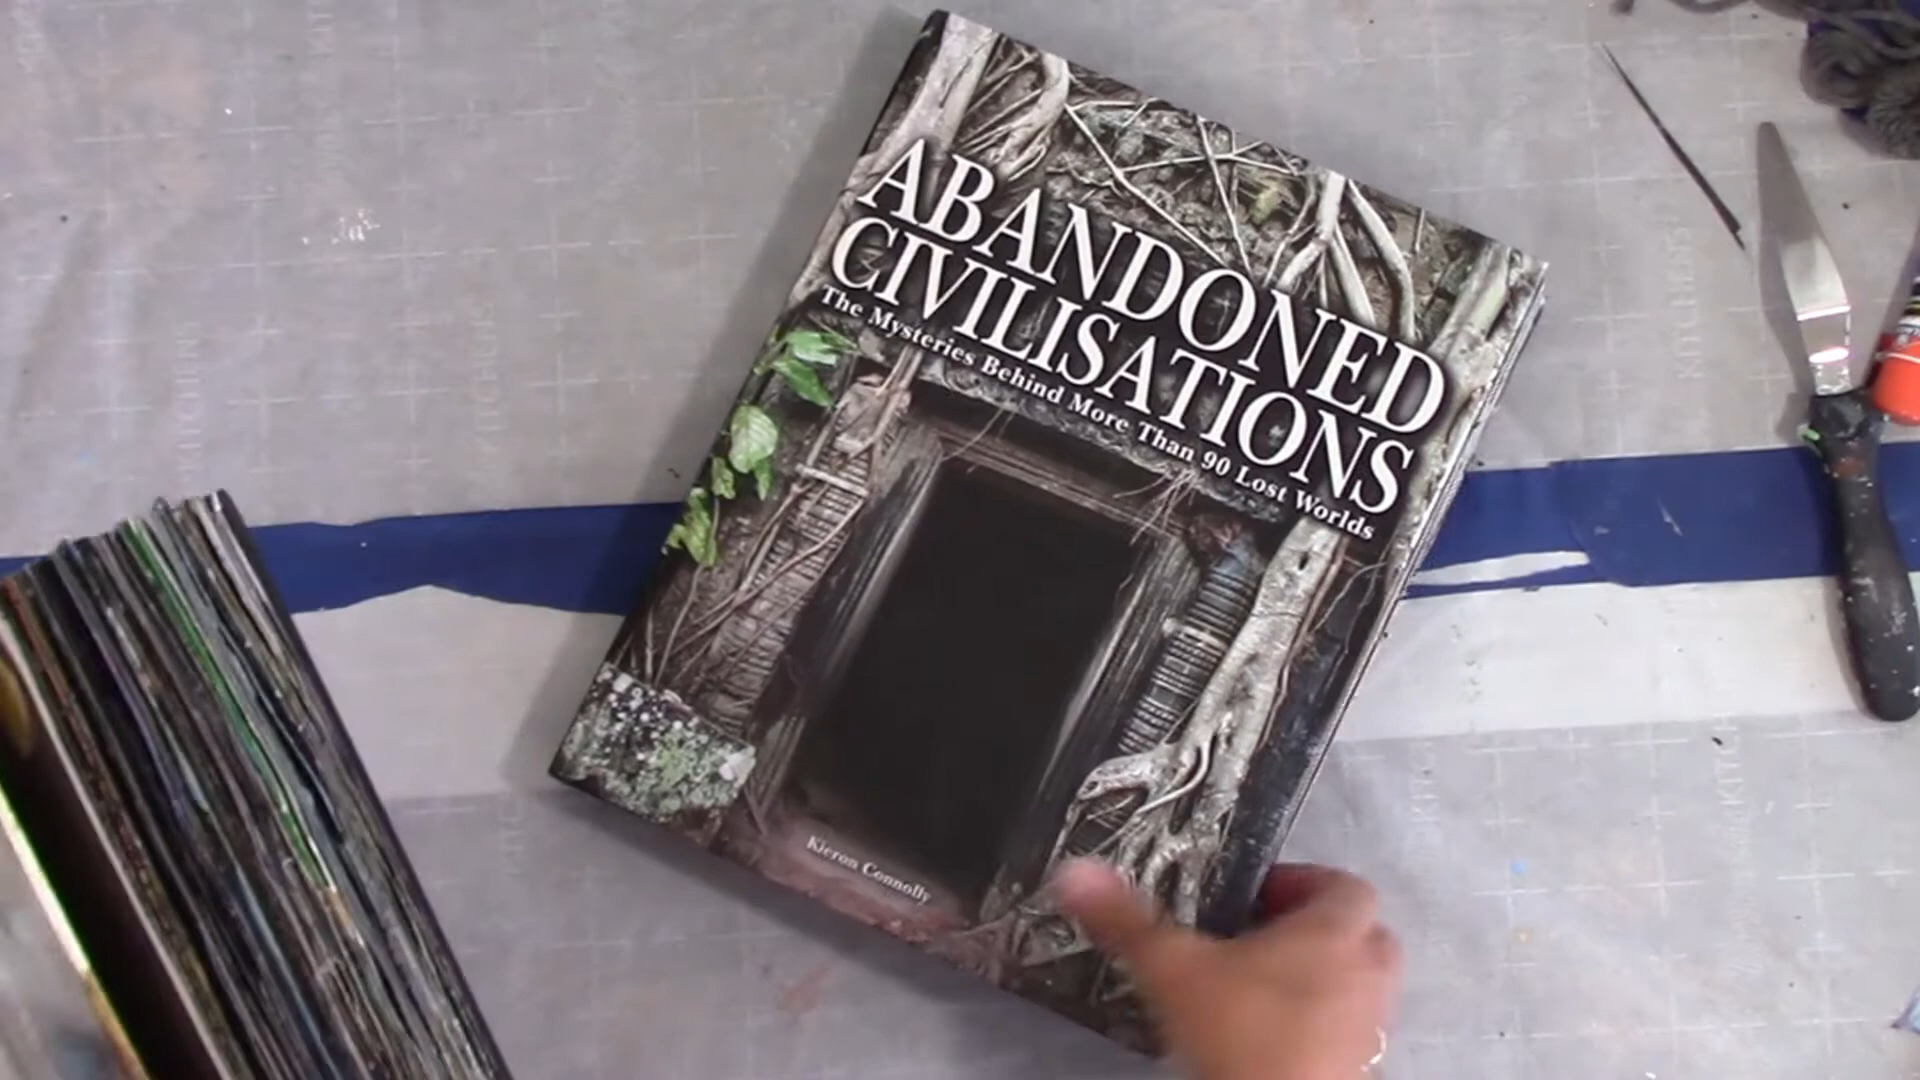 ABANDONED
CIVILISATIONS
The Mysteries Behind More Than 90 Lost Worlds
Kieron Connolly